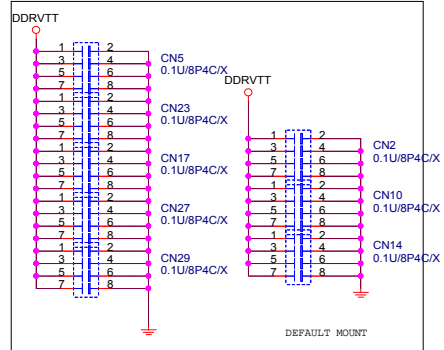 DDRVTT
1 2
3 4
5 6
7 8
CN5
0.1U/8P4C/X
1 2
3 4
5 6
7 8
CN23
0.1U/8P4C/X
1 2
3 4
5 6
7 8
CN17
0.1U/8P4C/X
1 2
3 4
5 6
7 8
CN27
0.1U/8P4C/X
1 2
3 4
5 6
7 8
CN29
0.1U/8P4C/X
DDRVTT
1 2
3 4
5 6
7 8
CN2
0.1U/8P4C/X
1 2
3 4
5 6
7 8
CN10
0.1U/8P4C/X
1 2
3 4
5 6
7 8
CN14
0.1U/8P4C/X
DEFAULT MOUNT